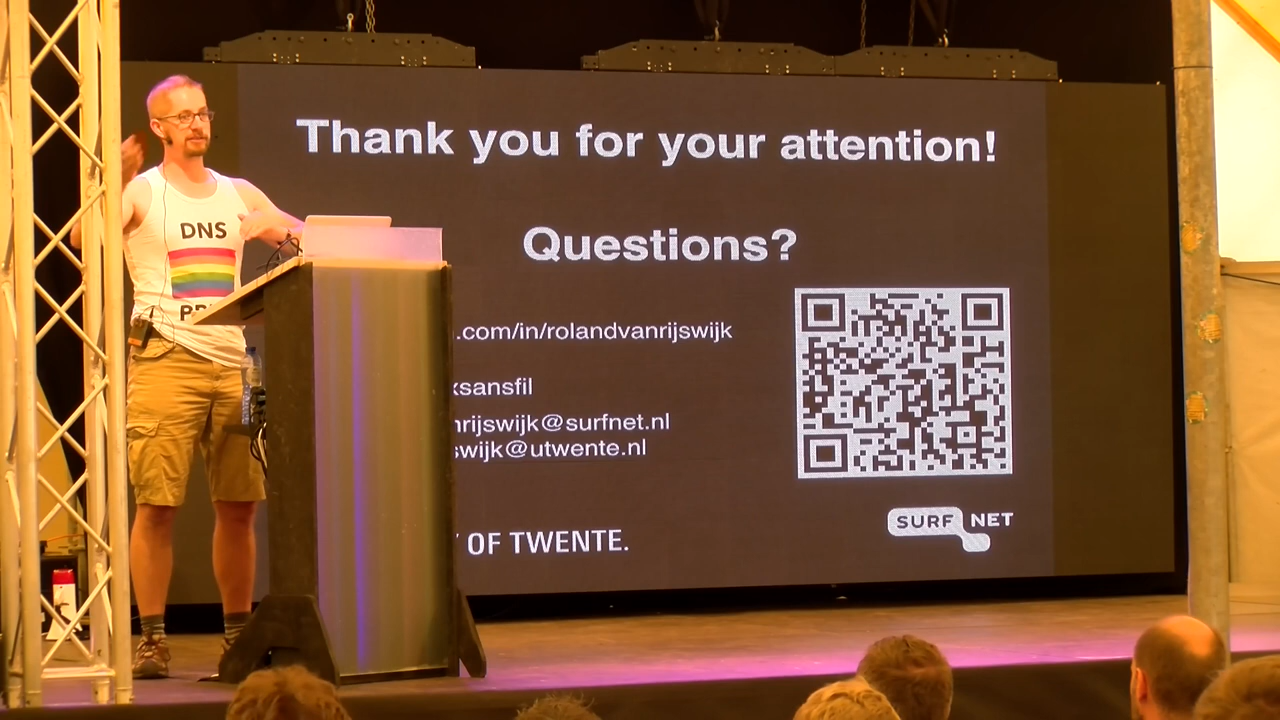 Thank you for your attention!
Questions?
.com/in/rolandvanrijswijk
ksansfil
nrijswijk@surfnet.nl
swijk@utwente.nl
OF TWENTE.
SURF NET
DNS